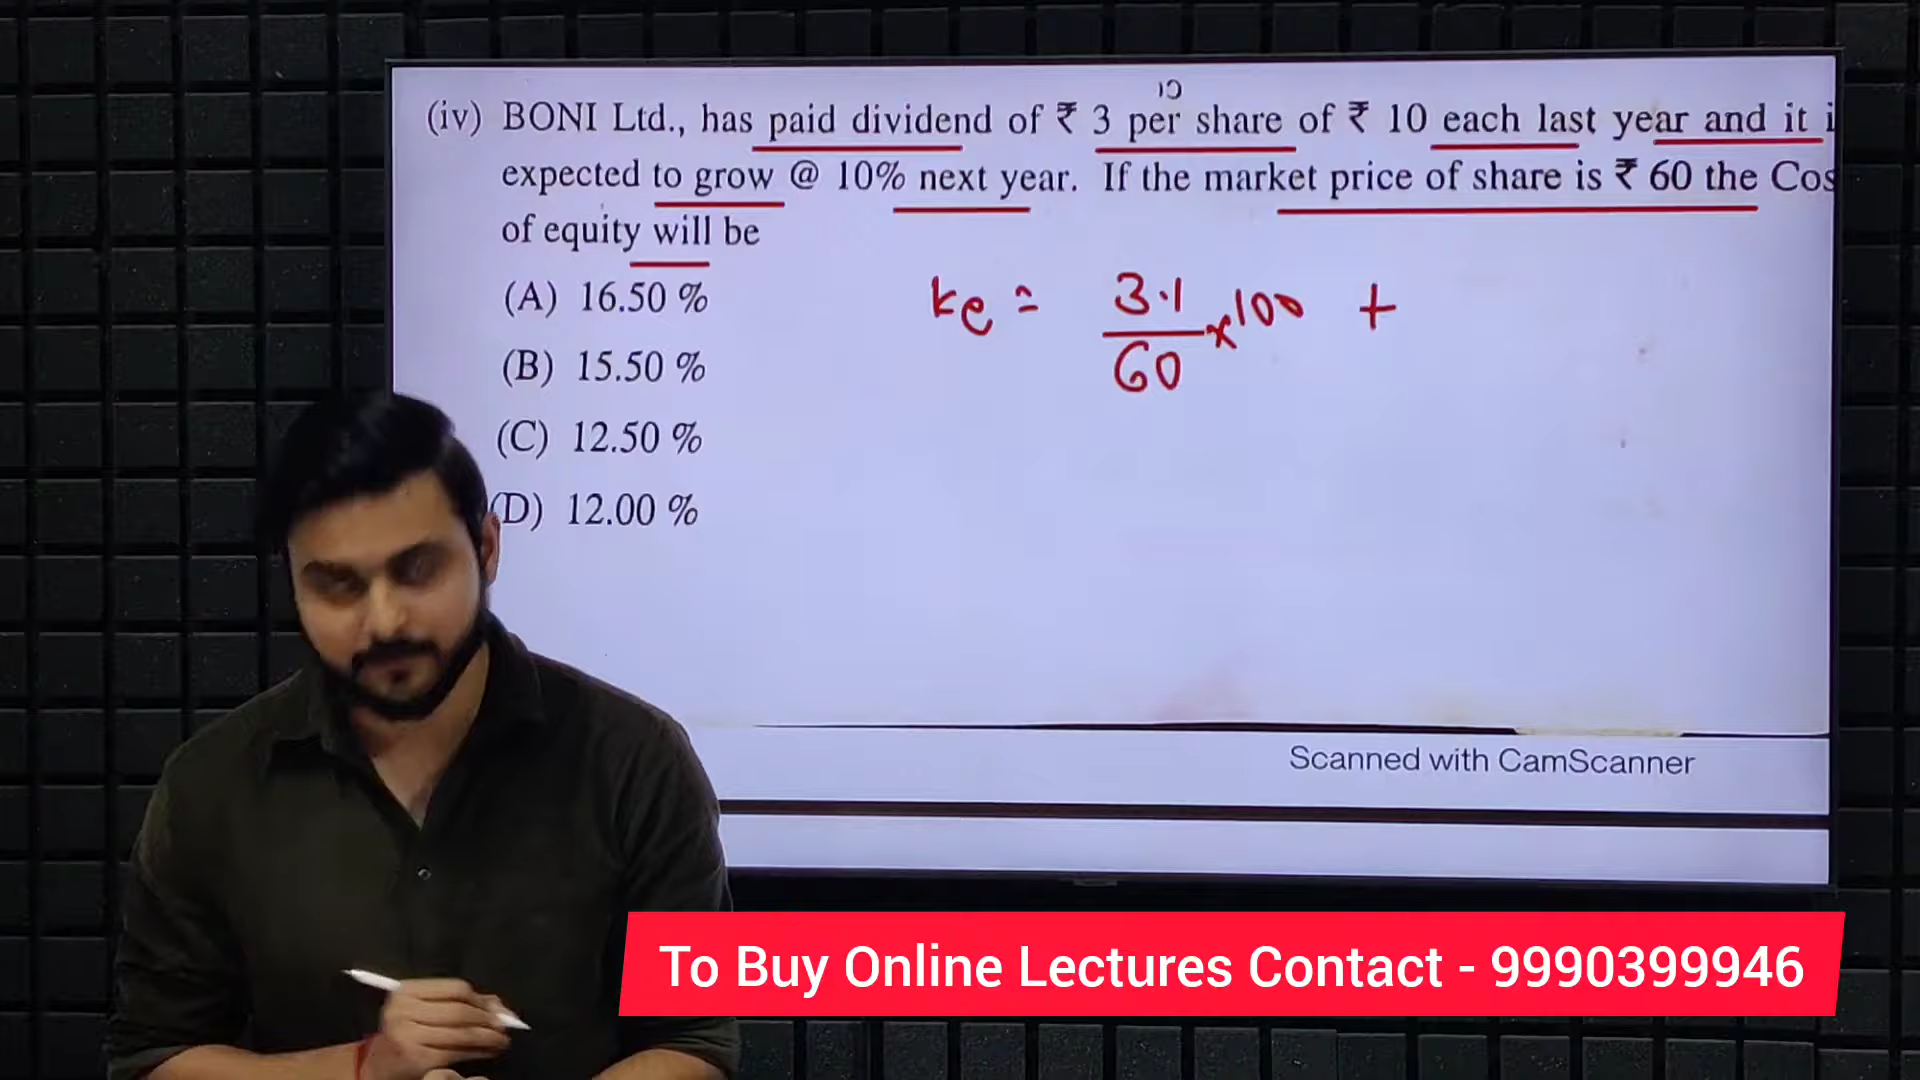 (iv) BONI Ltd., has paid dividend of ₹ 3 per share of ₹ 10 each last year and it i
expected to grow @ 10% next year. If the market price of share is ₹ 60 the Cos
of equity will be
(A) 16.50 %
(B) 15.50 %
(C) 12.50 %
(D) 12.00 %
ke = 3.1 / 60 × 100 +
Scanned with CamScanner
To Buy Online Lectures Contact - 9990399946